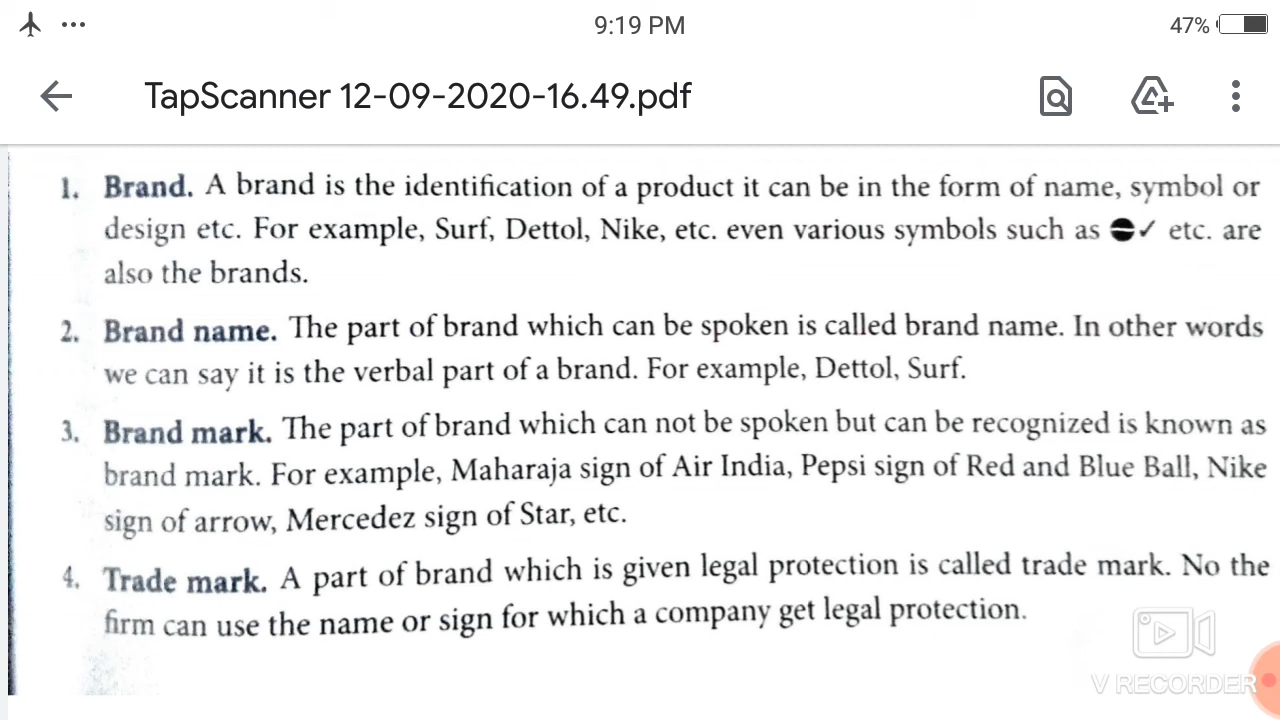 9:19 PM
47%
TapScanner 12-09-2020-16.49.pdf
1. Brand. A brand is the identification of a product it can be in the form of name, symbol or
design etc. For example, Surf, Dettol, Nike, etc. even various symbols such as ✓ etc. are
also the brands.
2. Brand name. The part of brand which can be spoken is called brand name. In other words
we can say it is the verbal part of a brand. For example, Dettol, Surf.
3. Brand mark. The part of brand which can not be spoken but can be recognized is known as
brand mark. For example, Maharaja sign of Air India, Pepsi sign of Red and Blue Ball, Nike
sign of arrow, Mercedez sign of Star, etc.
4. Trade mark. A part of brand which is given legal protection is called trade mark. No the
firm can use the name or sign for which a company get legal protection.
V RECORDER